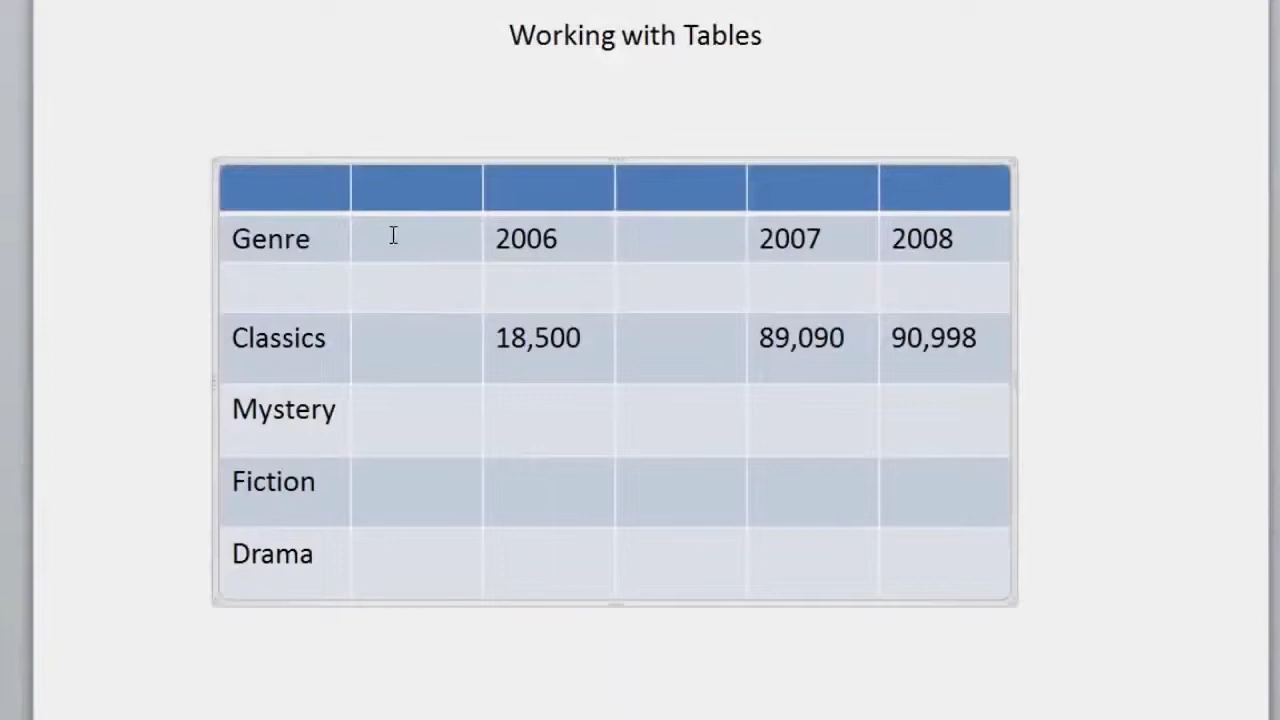 Working with Tables
Genre 2006 2007 2008
Classics 18,500 89,090 90,998
Mystery
Fiction
Drama